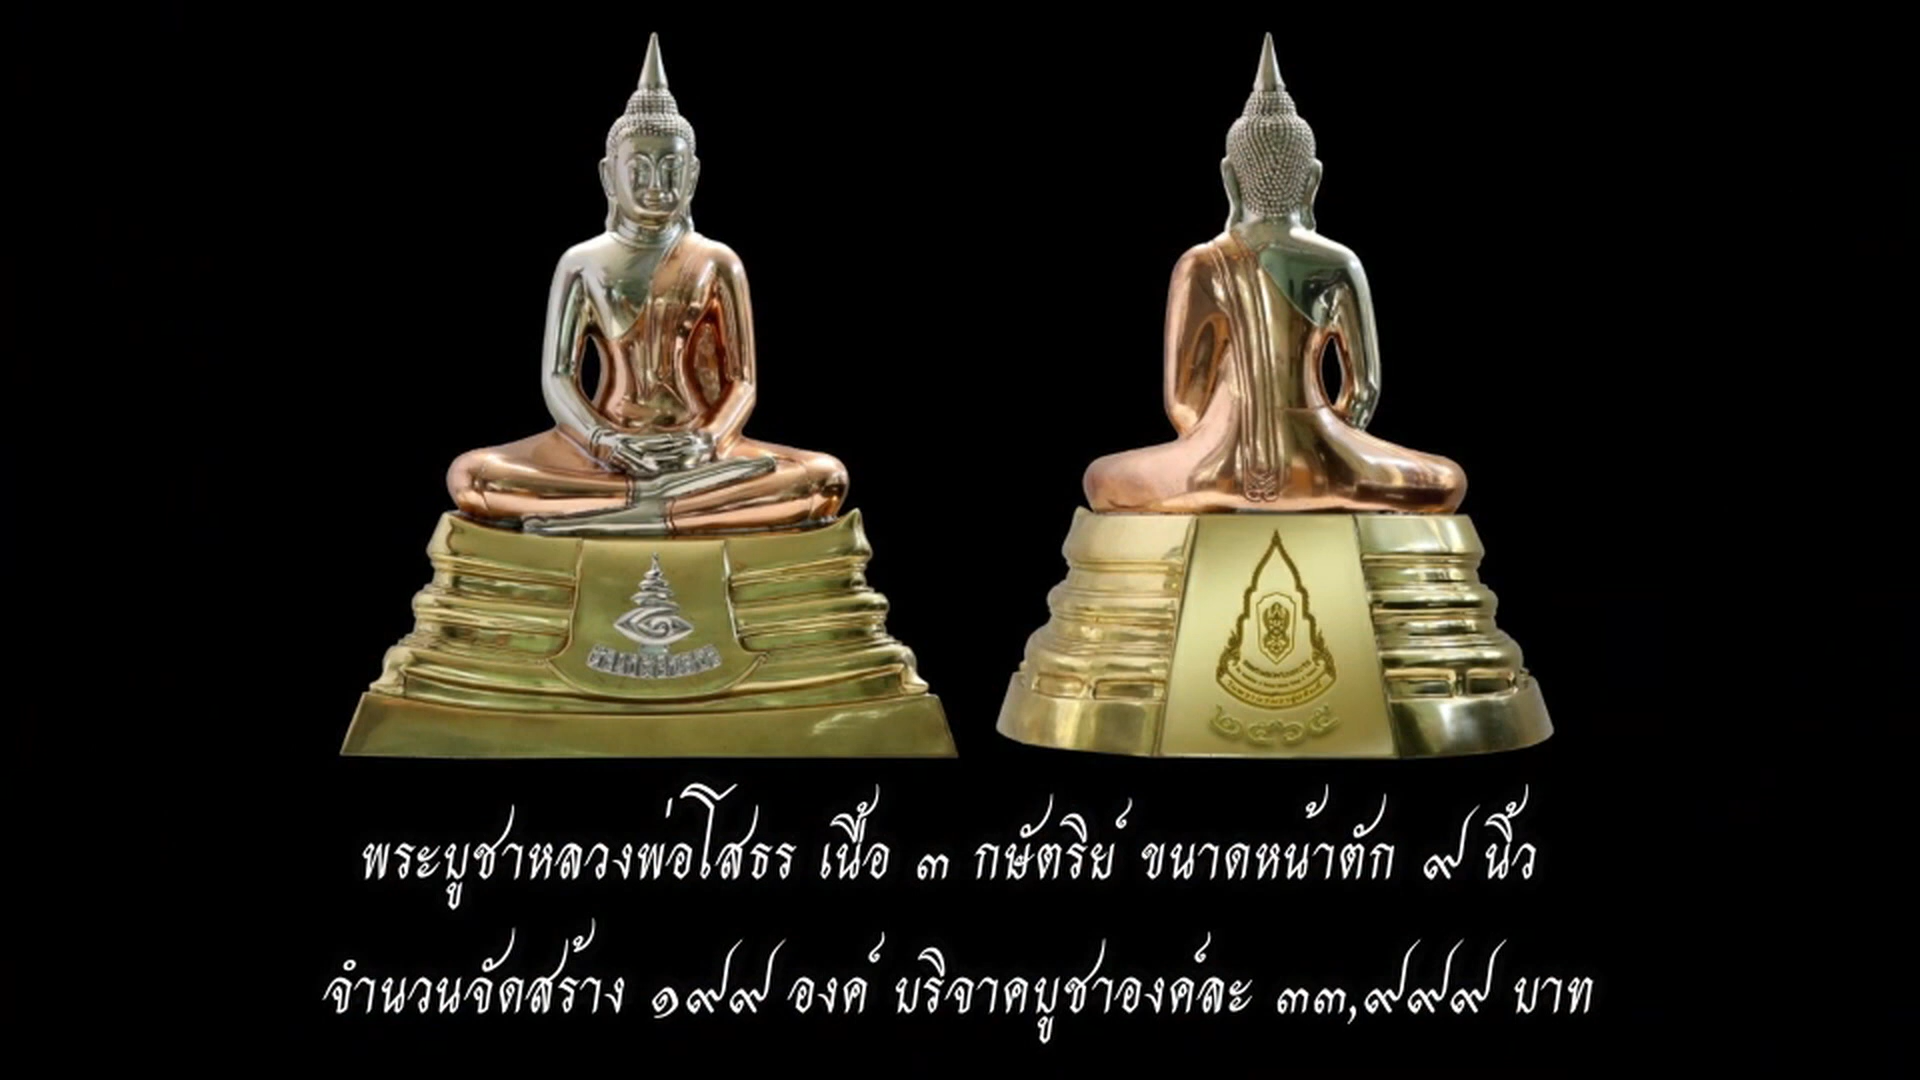 ๒๕๖๕
พระบูชาหลวงพ่อโสธร เนื้อ ๓ กษัตริย์ ขนาดหน้าตัก ๙ นิ้ว
จำนวนจัดสร้าง ๑๙๙ องค์ บริจาคบูชาองค์ละ ๓๓,๙๙๙ บาท